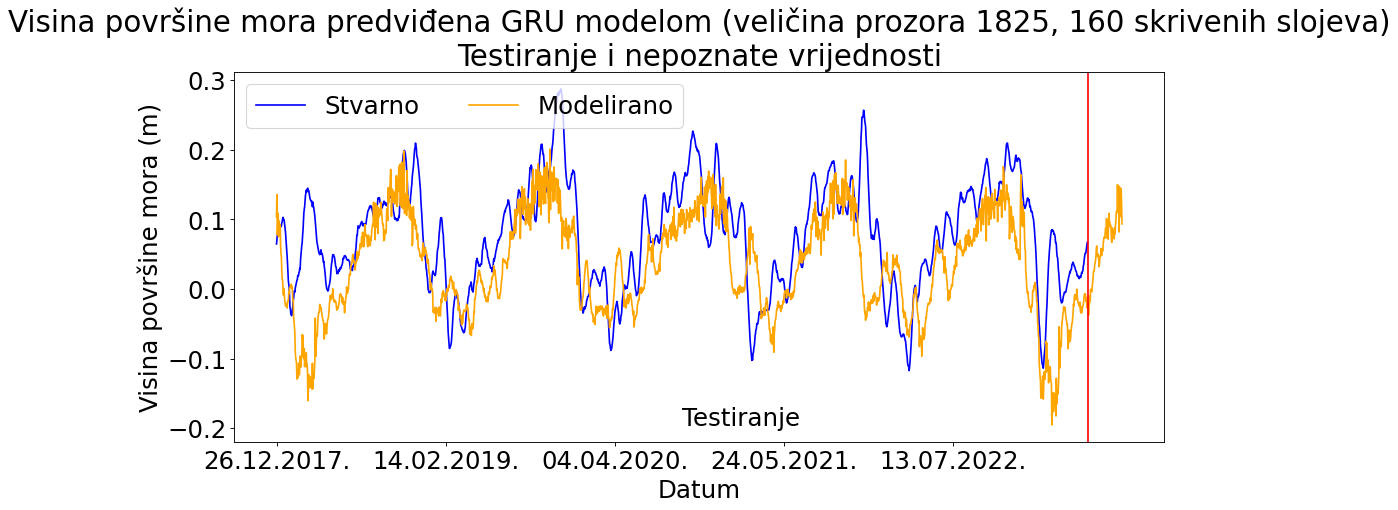 Visina površine mora predviđena GRU modelom (veličina prozora 1825, 160 skrivenih slojeva)
Testiranje i nepoznate vrijednosti
Stvarno Modelirano
Visina površine mora (m)
0.3
0.2
0.1
0.0
−0.1
−0.2
Testiranje
26.12.2017. 14.02.2019. 04.04.2020. 24.05.2021. 13.07.2022.
Datum